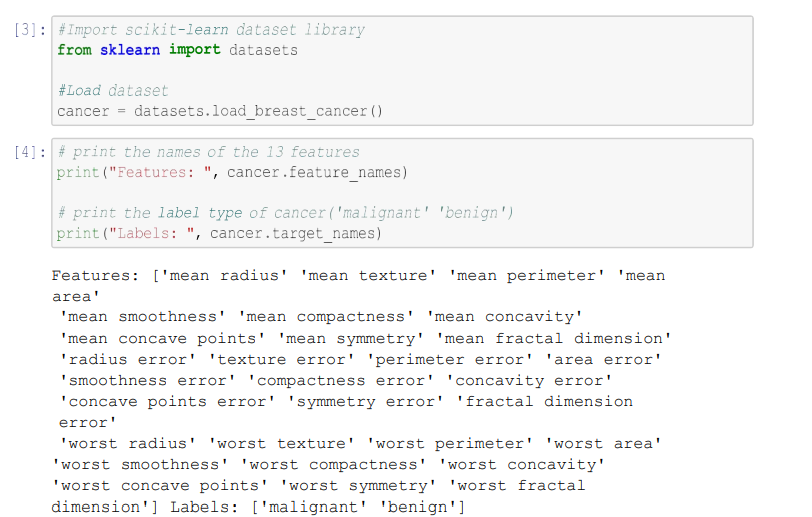 [3]: #Import scikit-learn dataset library
from sklearn import datasets
#Load dataset
cancer = datasets.load_breast_cancer()
[4]: # print the names of the 13 features
print("Features: ", cancer.feature_names)
# print the label type of cancer('malignant' 'benign')
print("Labels: ", cancer.target_names)
Features: ['mean radius' 'mean texture' 'mean perimeter' 'mean
area'
'mean smoothness' 'mean compactness' 'mean concavity'
'mean concave points' 'mean symmetry' 'mean fractal dimension'
'radius error' 'texture error' 'perimeter error' 'area error'
'smoothness error' 'compactness error' 'concavity error'
'concave points error' 'symmetry error' 'fractal dimension
error'
'worst radius' 'worst texture' 'worst perimeter' 'worst area'
'worst smoothness' 'worst compactness' 'worst concavity'
'worst concave points' 'worst symmetry' 'worst fractal
dimension'] Labels: ['malignant' 'benign']